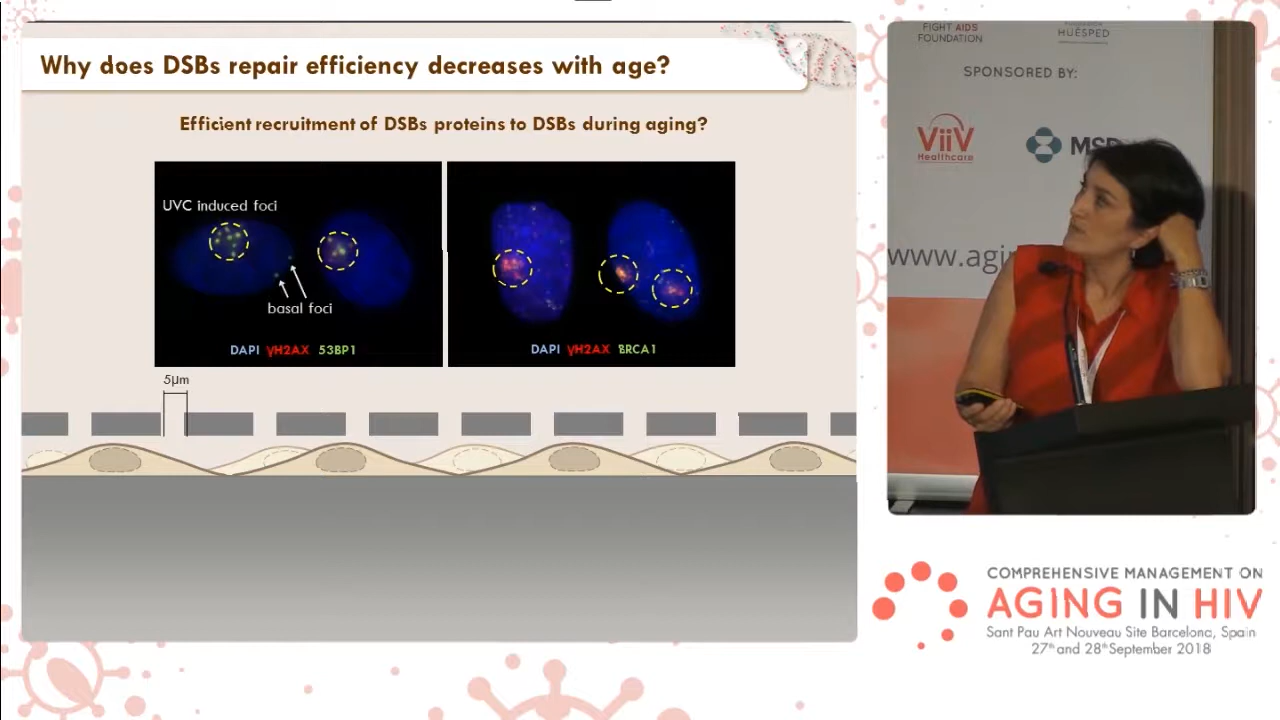 Why does DSBs repair efficiency decreases with age?
Efficient recruitment of DSBs proteins to DSBs during aging?
UVC induced foci
basal foci
DAPI γH2AX 53BP1
DAPI γH2AX BRCA1
5μm
FIGHT AIDS
FOUNDATION
HUÉSPED
SPONSORED BY:
ViiV
Healthcare
MSD
www.agi
COMPREHENSIVE MANAGEMENT ON
AGING IN HIV
Sant Pau Art Nouveau Site Barcelona, Spain
27th and 28th September 2018